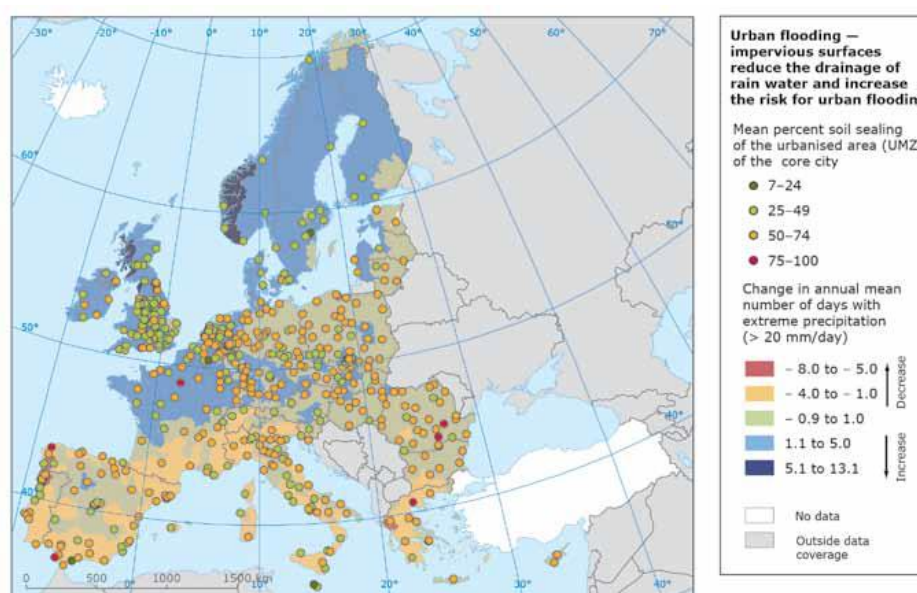 -30°
-20°
-10°
0°
10°
20°
30°
40°
50°
60°
70°
60°
50°
40°
50°
40°
0
500
1000
1500 km
0°
10°
20°
30°
40°
Urban flooding —
impervious surfaces
reduce the drainage of
rain water and increase
the risk for urban floodin
Mean percent soil sealing
of the urbanised area (UMZ
of the core city
7–24
25–49
50–74
75–100
Change in annual mean
number of days with
extreme precipitation
(> 20 mm/day)
– 8.0 to – 5.0
– 4.0 to – 1.0
– 0.9 to 1.0
1.1 to 5.0
5.1 to 13.1
Decrease
Increase
No data
Outside data
coverage